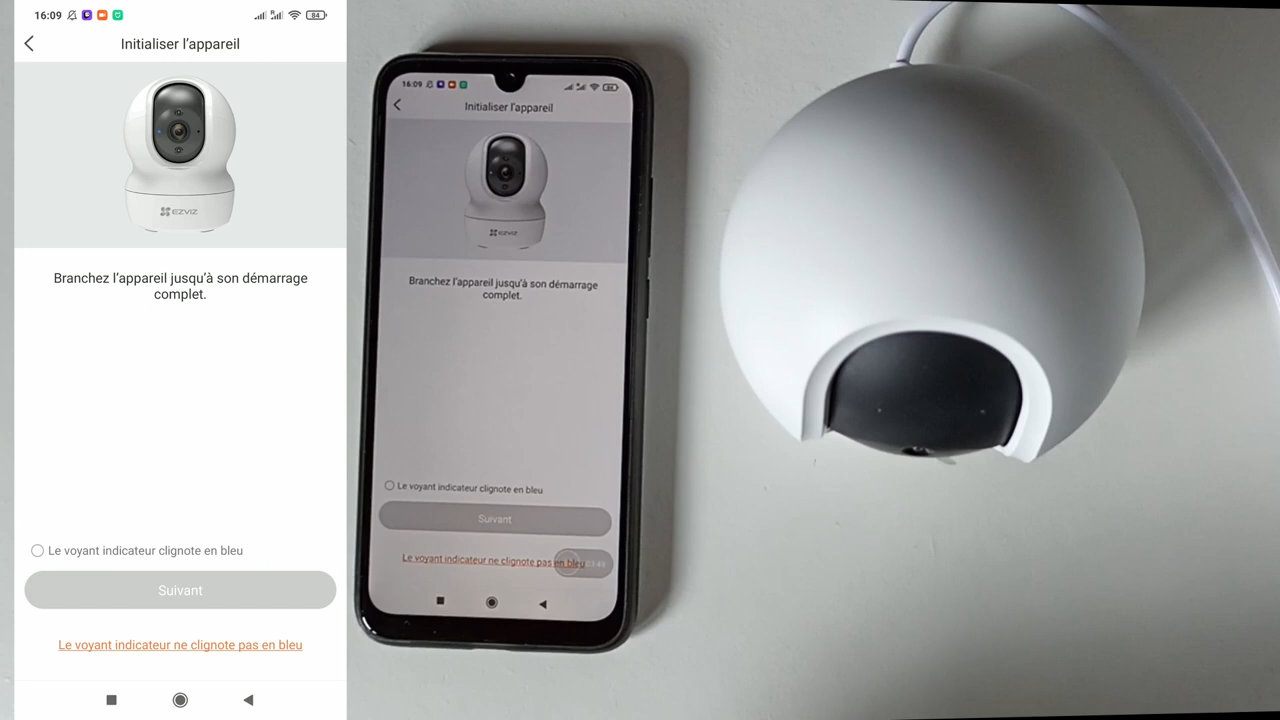 16:09
84
Initialiser l'appareil
EZVIZ
Branchez l'appareil jusqu'à son démarrage
complet.
Le voyant indicateur clignote en bleu
Suivant
Le voyant indicateur ne clignote pas en bleu
16:09
Initialiser l'appareil
EZVIZ
Branchez l'appareil jusqu'à son démarrage
complet.
Le voyant indicateur clignote en bleu
Suivant
Le voyant indicateur ne clignote pas en bleu